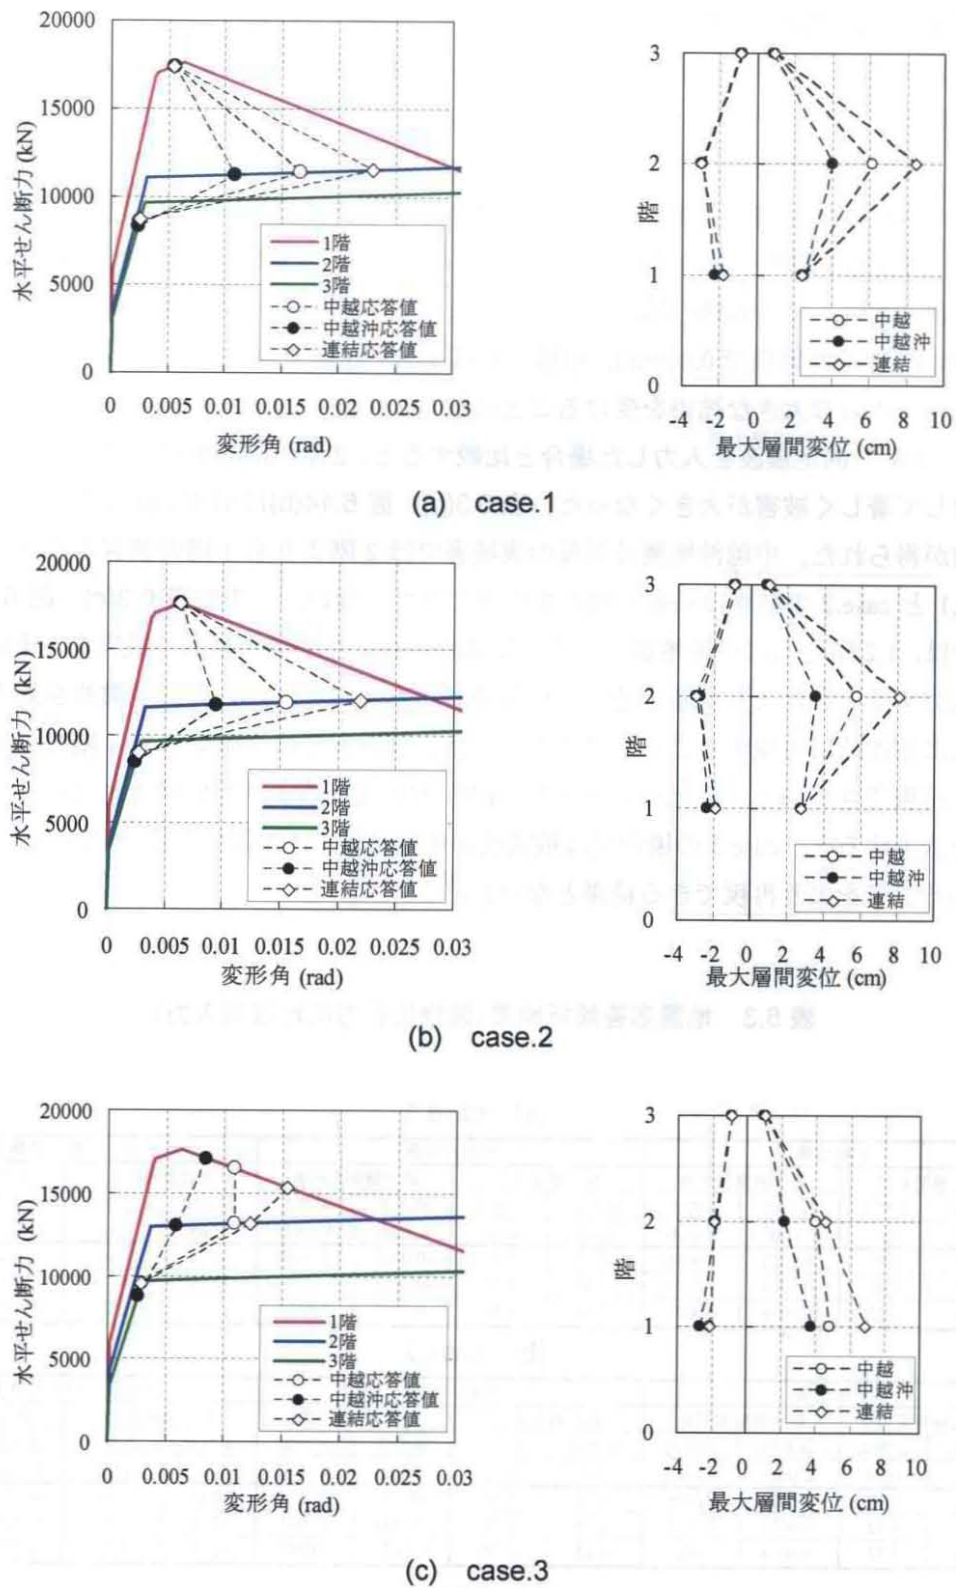 20000
15000
10000
5000
0
水平せん断力 (kN)
1階
2階
3階
中越応答値
中越沖応答値
連結応答値
0 0.005 0.01 0.015 0.02 0.025 0.03
変形角 (rad)
3
2
1
0
階
中越
中越沖
連結
-4 -2 0 2 4 6 8 10
最大層間変位 (cm)
(a) case.1
20000
15000
10000
5000
0
水平せん断力 (kN)
1階
2階
3階
中越応答値
中越沖応答値
連結応答値
0 0.005 0.01 0.015 0.02 0.025 0.03
変形角 (rad)
3
2
1
0
階
中越
中越沖
連結
-4 -2 0 2 4 6 8 10
最大層間変位 (cm)
(b) case.2
20000
15000
10000
5000
0
水平せん断力 (kN)
1階
2階
3階
中越応答値
中越沖応答値
連結応答値
0 0.005 0.01 0.015 0.02 0.025 0.03
変形角 (rad)
3
2
1
0
階
中越
中越沖
連結
-4 -2 0 2 4 6 8 10
最大層間変位 (cm)
(c) case.3